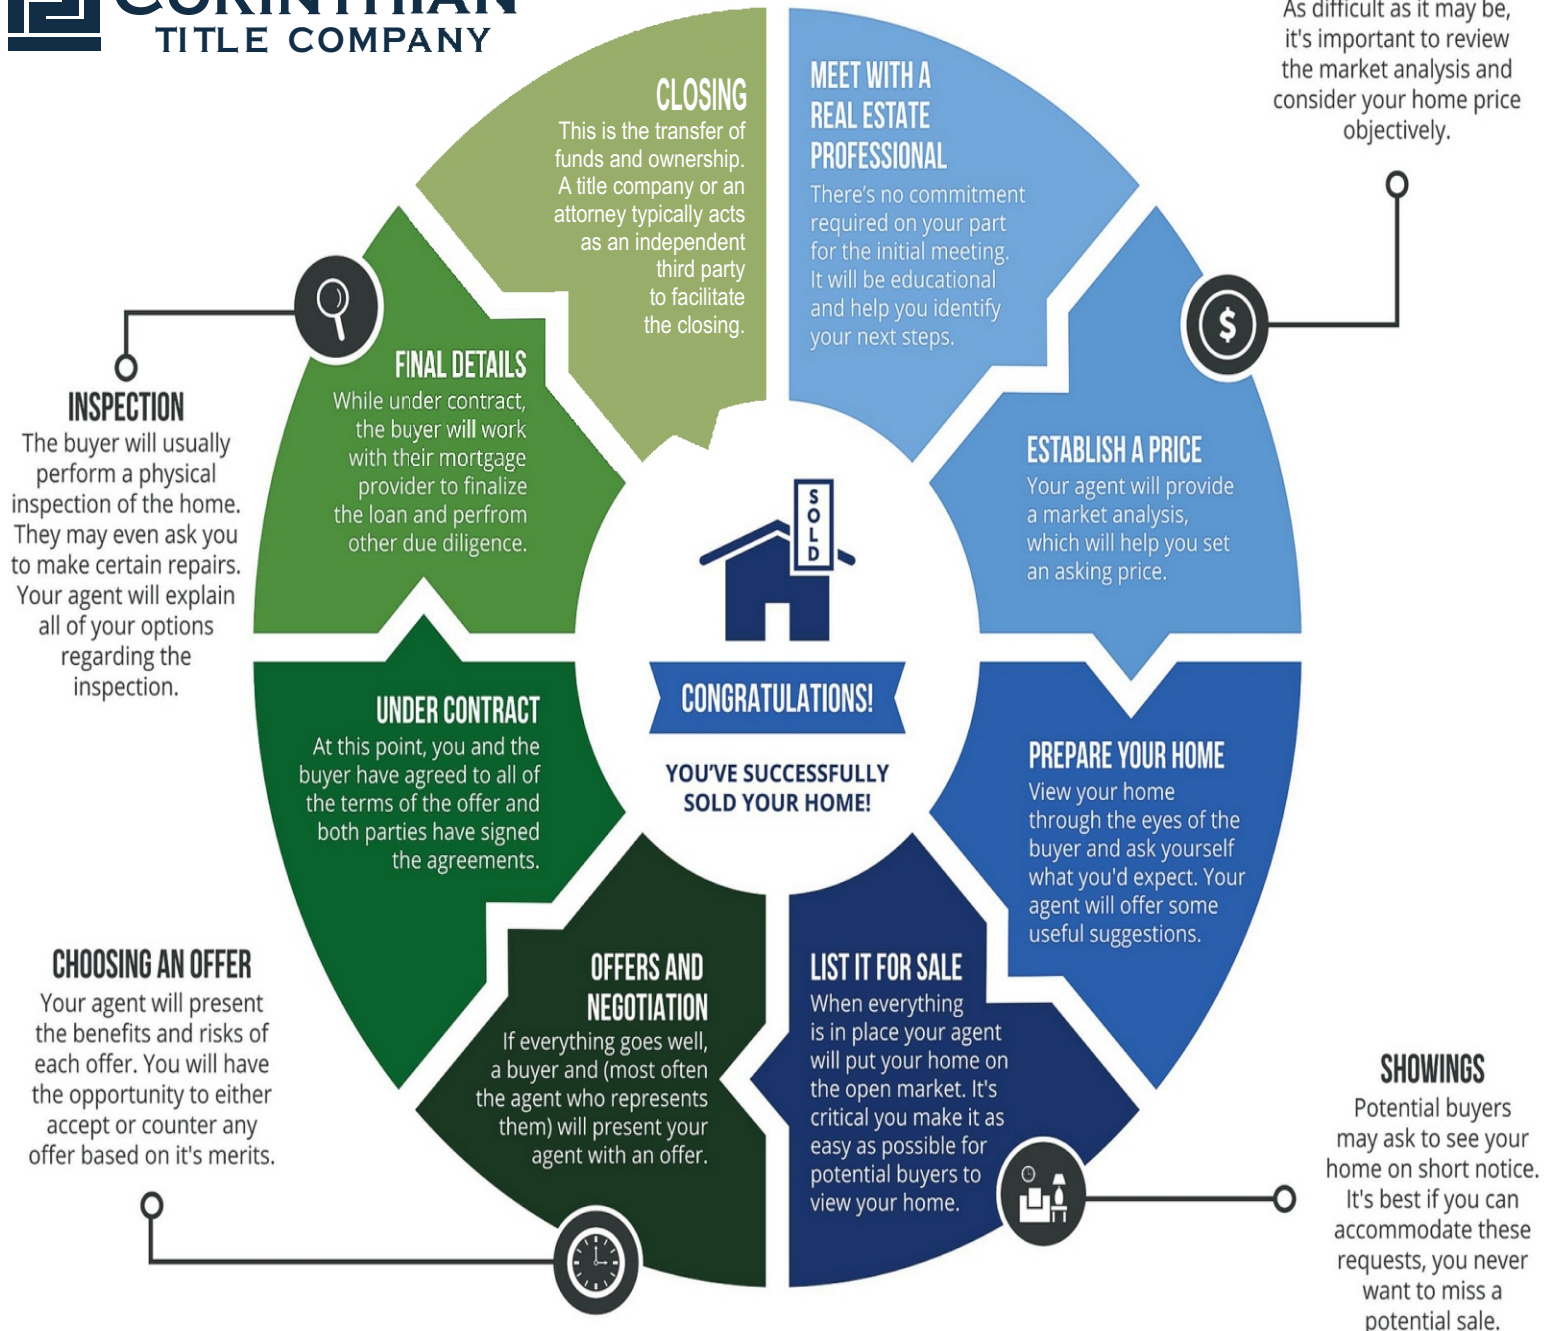 CORINTHIAN
TITLE COMPANY
As difficult as it may be,
it's important to review
the market analysis and
consider your home price
objectively.
MEET WITH A
REAL ESTATE
PROFESSIONAL
There's no commitment
required on your part
for the initial meeting.
It will be educational
and help you identify
your next steps.
ESTABLISH A PRICE
Your agent will provide
a market analysis,
which will help you set
an asking price.
PREPARE YOUR HOME
View your home
through the eyes of the
buyer and ask yourself
what you'd expect. Your
agent will offer some
useful suggestions.
LIST IT FOR SALE
When everything
is in place your agent
will put your home on
the open market. It's
critical you make it as
easy as possible for
potential buyers to
view your home.
SHOWINGS
Potential buyers
may ask to see your
home on short notice.
It's best if you can
accommodate these
requests, you never
want to miss a
potential sale.
OFFERS AND
NEGOTIATION
If everything goes well,
a buyer and (most often
the agent who represents
them) will present your
agent with an offer.
CHOOSING AN OFFER
Your agent will present
the benefits and risks of
each offer. You will have
the opportunity to either
accept or counter any
offer based on it's merits.
UNDER CONTRACT
At this point, you and the
buyer have agreed to all of
the terms of the offer and
both parties have signed
the agreements.
FINAL DETAILS
While under contract,
the buyer will work
with their mortgage
provider to finalize
the loan and perfrom
other due diligence.
INSPECTION
The buyer will usually
perform a physical
inspection of the home.
They may even ask you
to make certain repairs.
Your agent will explain
all of your options
regarding the
inspection.
CLOSING
This is the transfer of
funds and ownership.
A title company or an
attorney typically acts
as an independent
third party
to facilitate
the closing.
SOLD
CONGRATULATIONS!
YOU'VE SUCCESSFULLY
SOLD YOUR HOME!
$